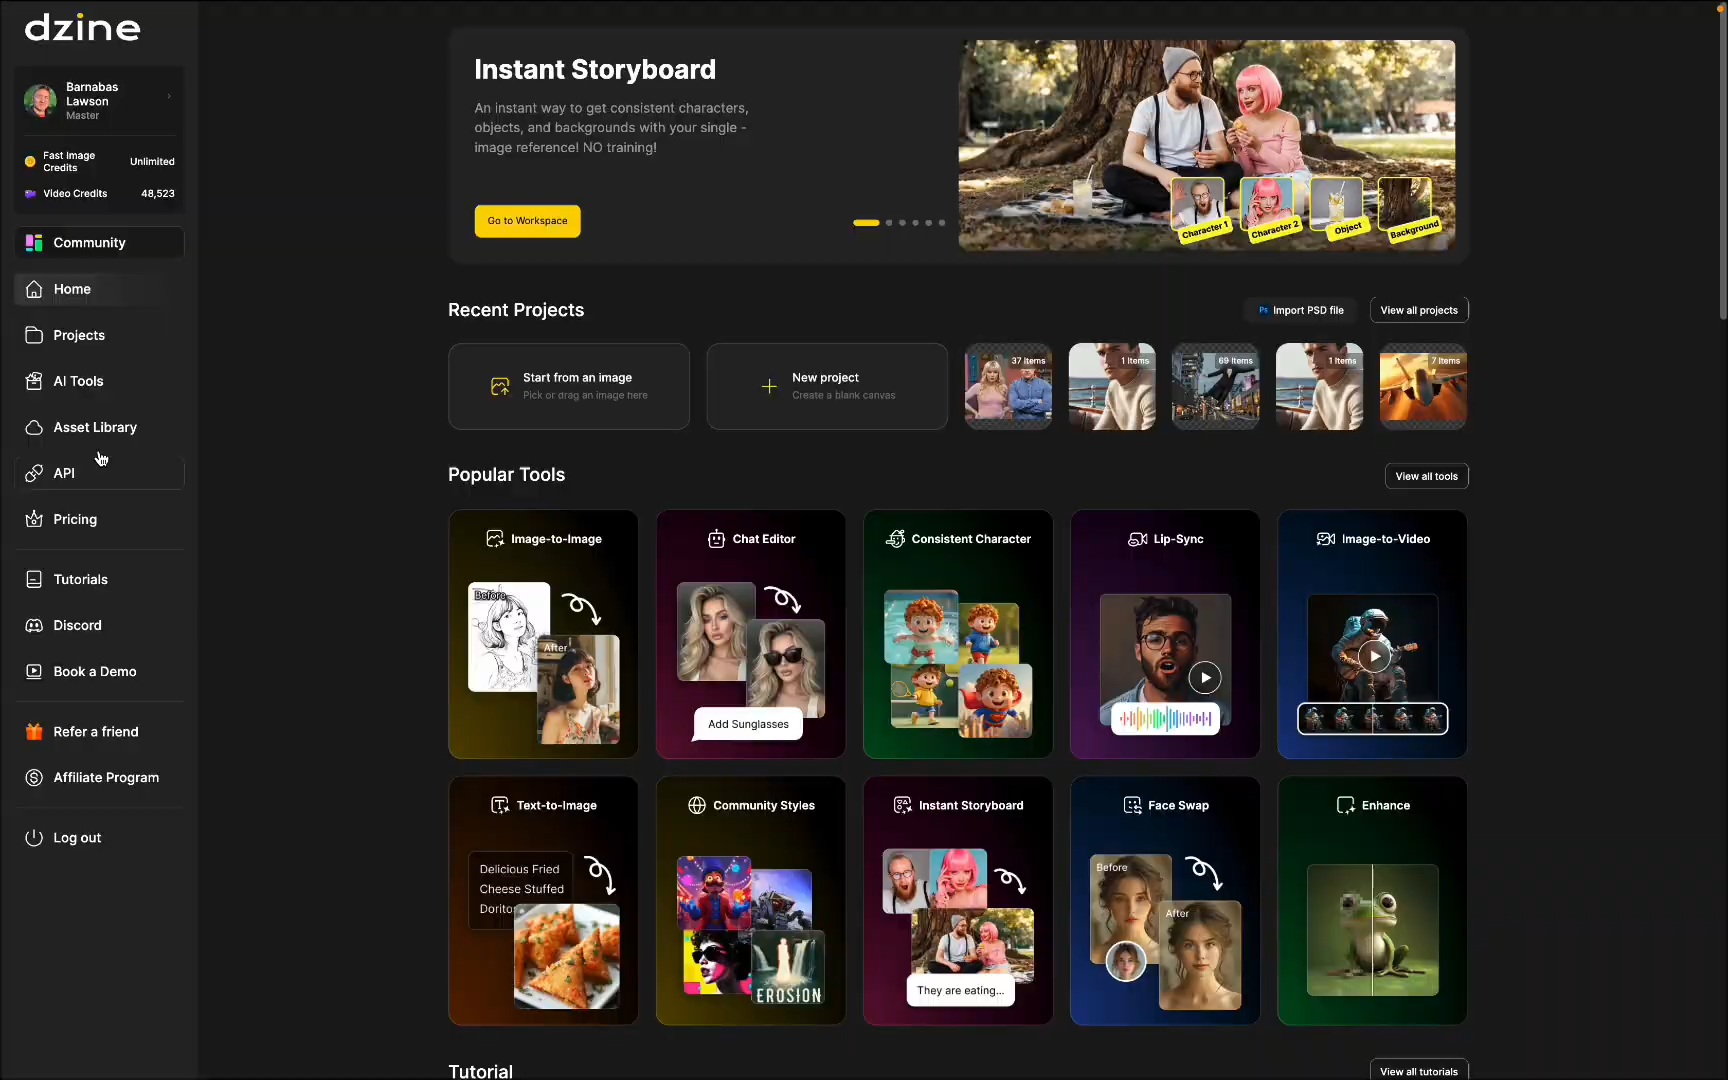 dzine
Barnabas
Lawson
Master
Fast Image
Credits
Unlimited
Video Credits
48,523
Community
Home
Projects
AI Tools
Asset Library
API
Pricing
Tutorials
Discord
Book a Demo
Refer a friend
Affiliate Program
Log out
Instant Storyboard
An instant way to get consistent characters,
objects, and backgrounds with your single -
image reference! NO training!
Go to Workspace
Character 1
Character 2
Object
Background
Recent Projects
Ps Import PSD file
View all projects
Start from an image
Pick or drag an image here
New project
Create a blank canvas
37 Items
1 Items
69 Items
1 Items
7 Items
Popular Tools
View all tools
Image-to-Image
Before
After
Chat Editor
Add Sunglasses
Consistent Character
Lip-Sync
Image-to-Video
Text-to-Image
Delicious Fried
Cheese Stuffed
Doritos
Community Styles
EROSION
Instant Storyboard
They are eating...
Face Swap
Before
After
Enhance
Tutorial
View all tutorials